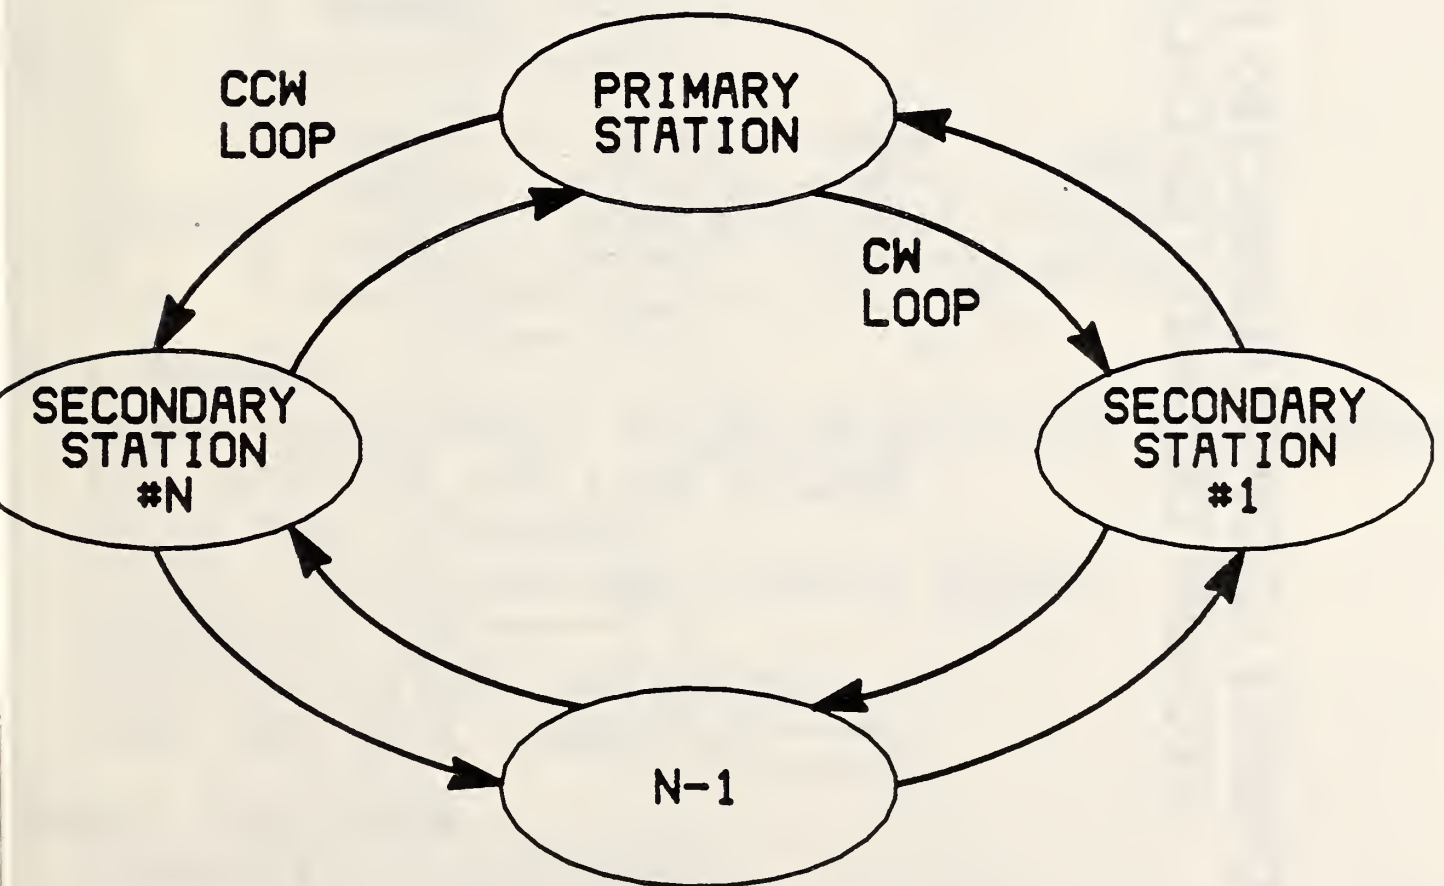 CCW
LOOP
PRIMARY
STATION
CW
LOOP
SECONDARY
STATION
#N
SECONDARY
STATION
#1
N-1